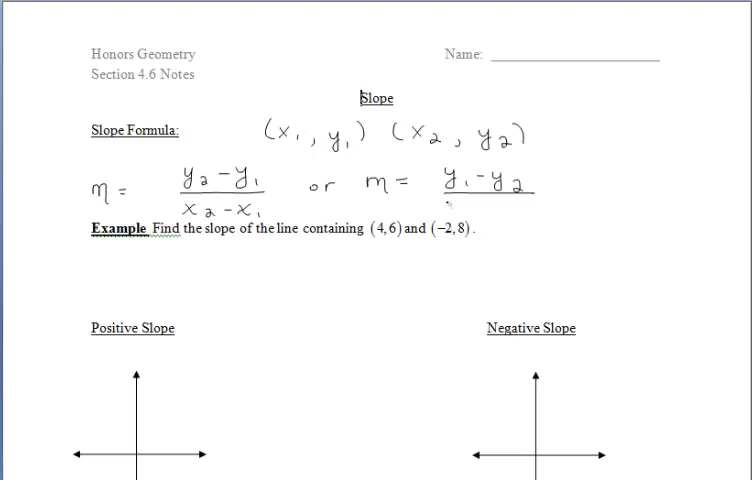 Honors Geometry Name:
Section 4.6 Notes
Slope
Slope Formula: (x₁, y₁) (x₂, y₂)
m = y₂ - y₁ / x₂ - x₁ or m = y₁ - y₂
Example Find the slope of the line containing (4,6) and (−2,8).
Positive Slope Negative Slope